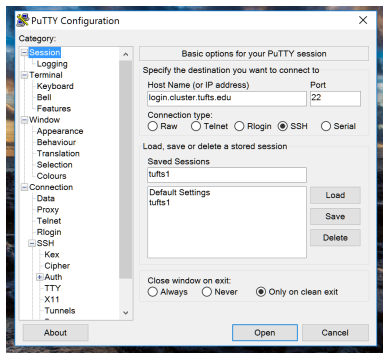 PuTTY Configuration
Category:
Session
Logging
Terminal
Keyboard
Bell
Features
Window
Appearance
Behaviour
Translation
Selection
Colours
Connection
Data
Proxy
Telnet
Rlogin
SSH
Kex
Cipher
Auth
TTY
X11
Tunnels
Basic options for your PuTTY session
Specify the destination you want to connect to
Host Name (or IP address) Port
login.cluster.tufts.edu 22
Connection type:
Raw Telnet Rlogin SSH Serial
Load, save or delete a stored session
Saved Sessions
tufts1
Default Settings
tufts1
Load
Save
Delete
Close window on exit:
Always Never Only on clean exit
About Open Cancel